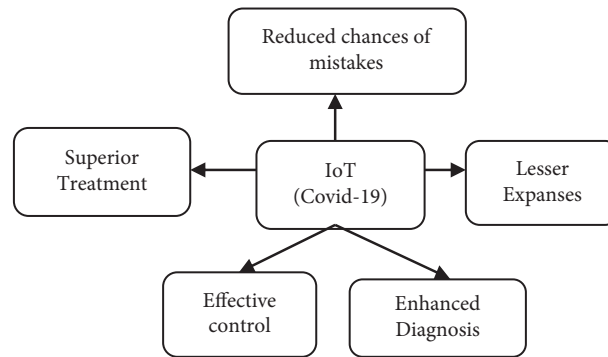 Reduced chances of
mistakes
Superior
Treatment
IoT
(Covid-19)
Lesser
Expanses
Effective
control
Enhanced
Diagnosis